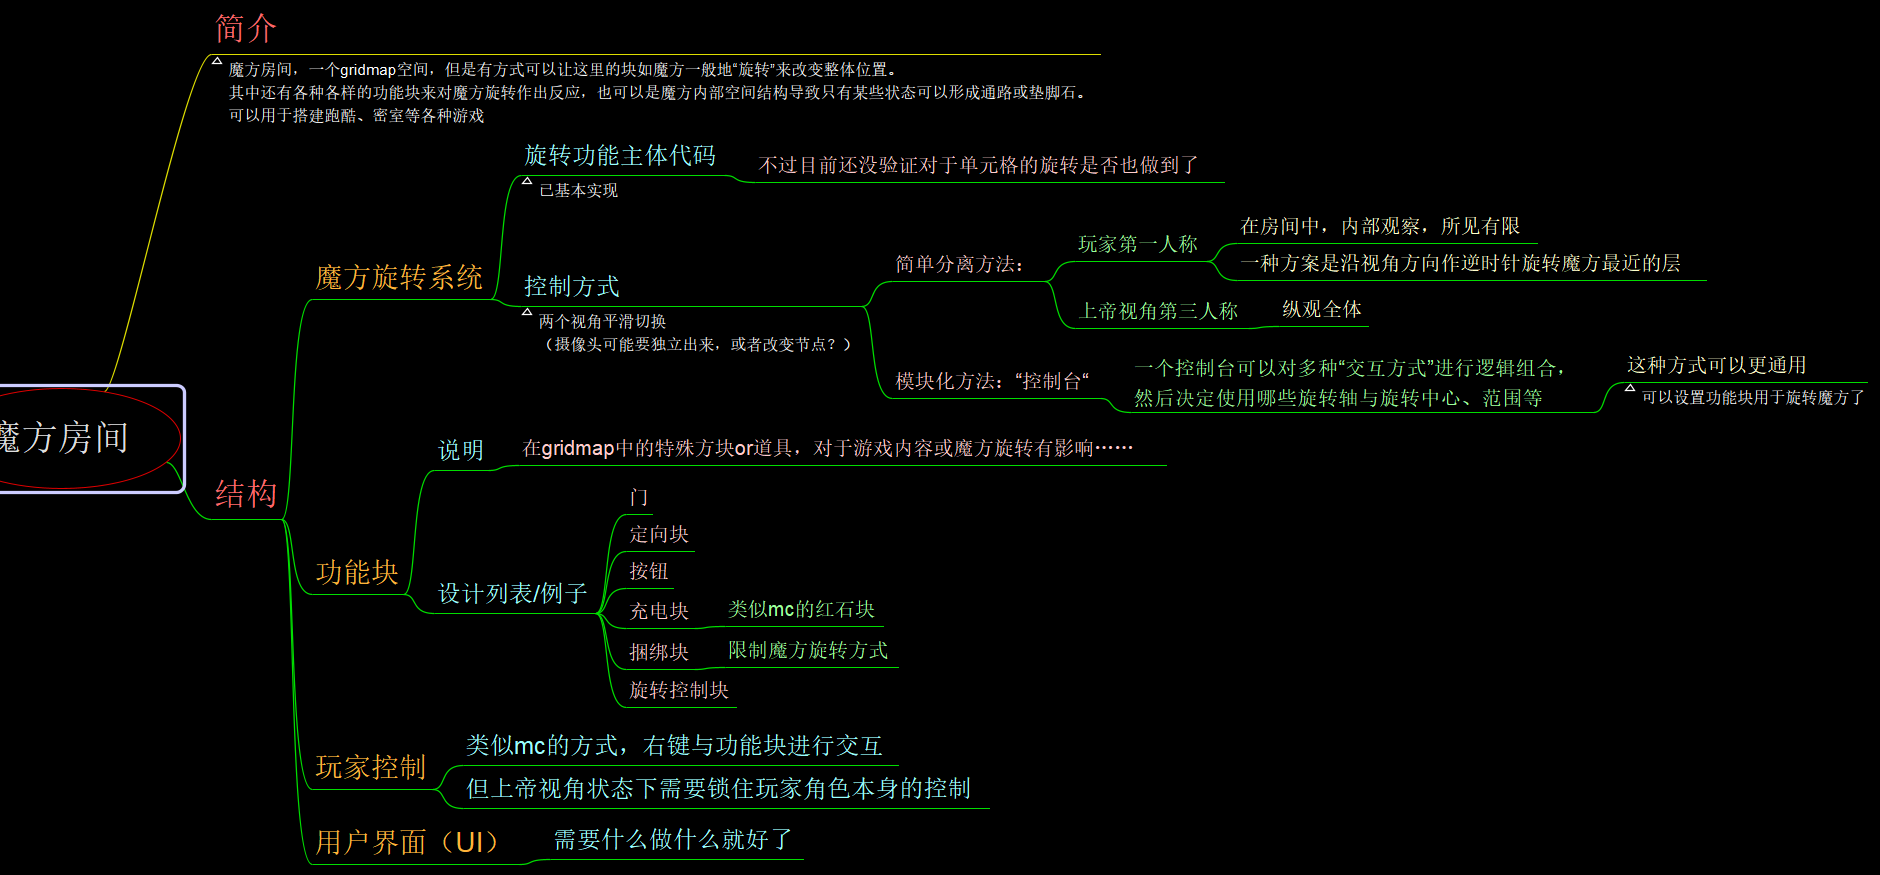 简介
魔方房间，一个gridmap空间，但是有方式可以让这里的块如魔方一般地“旋转”来改变整体位置。
其中还有各种各样的功能块来对魔方旋转作出反应，也可以是魔方内部空间结构导致只有某些状态可以形成通路或垫脚石。
可以用于搭建跑酷、密室等各种游戏
魔方房间
结构
魔方旋转系统
旋转功能主体代码
已基本实现
不过目前还没验证对于单元格的旋转是否也做到了
控制方式
两个视角平滑切换
（摄像头可能要独立出来，或者改变节点？）
简单分离方法：
玩家第一人称
在房间中，内部观察，所见有限
一种方案是沿视角方向作逆时针旋转魔方最近的层
上帝视角第三人称
纵观全体
模块化方法：“控制台“
一个控制台可以对多种“交互方式”进行逻辑组合，
然后决定使用哪些旋转轴与旋转中心、范围等
这种方式可以更通用
可以设置功能块用于旋转魔方了
功能块
说明
在gridmap中的特殊方块or道具，对于游戏内容或魔方旋转有影响……
设计列表/例子
门
定向块
按钮
充电块
类似mc的红石块
捆绑块
限制魔方旋转方式
旋转控制块
玩家控制
类似mc的方式，右键与功能块进行交互
但上帝视角状态下需要锁住玩家角色本身的控制
用户界面（UI）
需要什么做什么就好了